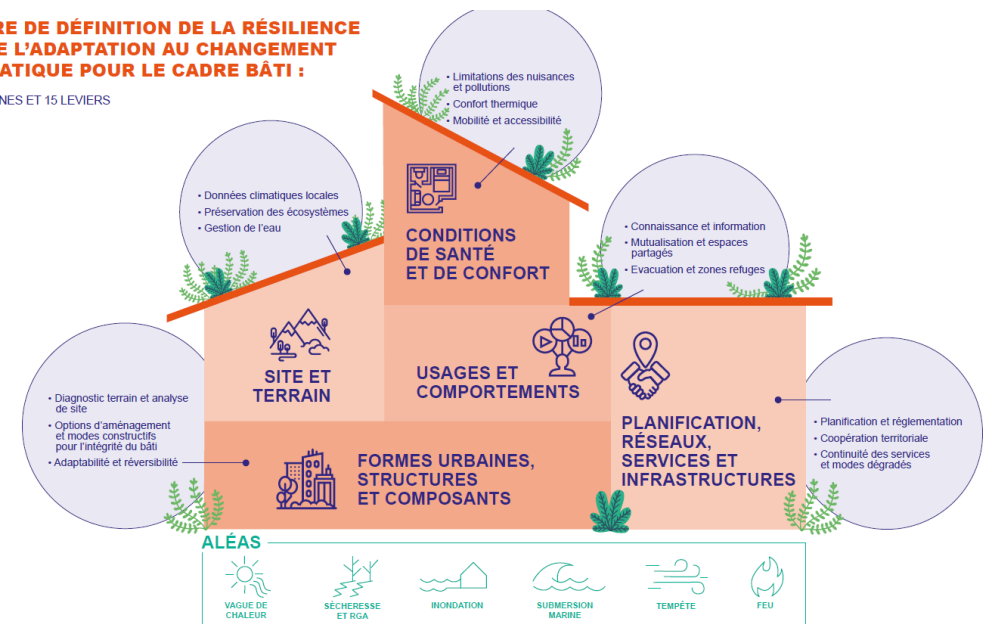 RE DE DÉFINITION DE LA RÉSILIENCE
E L'ADAPTATION AU CHANGEMENT
ATIQUE POUR LE CADRE BÂTI :
NES ET 15 LEVIERS
• Limitations des nuisances
et pollutions
• Confort thermique
• Mobilité et accessibilité
• Données climatiques locales
• Préservation des écosystèmes
• Gestion de l'eau
CONDITIONS
DE SANTÉ
ET DE CONFORT
• Connaissance et information
• Mutualisation et espaces
partagés
• Evacuation et zones refuges
SITE ET
TERRAIN
USAGES ET
COMPORTEMENTS
• Diagnostic terrain et analyse
de site
• Options d'aménagement
et modes constructifs
pour l'intégrité du bâti
• Adaptabilité et réversibilité
FORMES URBAINES,
STRUCTURES
ET COMPOSANTS
PLANIFICATION,
RÉSEAUX,
SERVICES ET
INFRASTRUCTURES
• Planification et réglementation
• Coopération territoriale
• Continuité des services
et modes dégradés
ALÉAS
VAGUE DE
CHALEUR
SÉCHERESSE
ET RGA
INONDATION
SUBMERSION
MARINE
TEMPÊTE
FEU